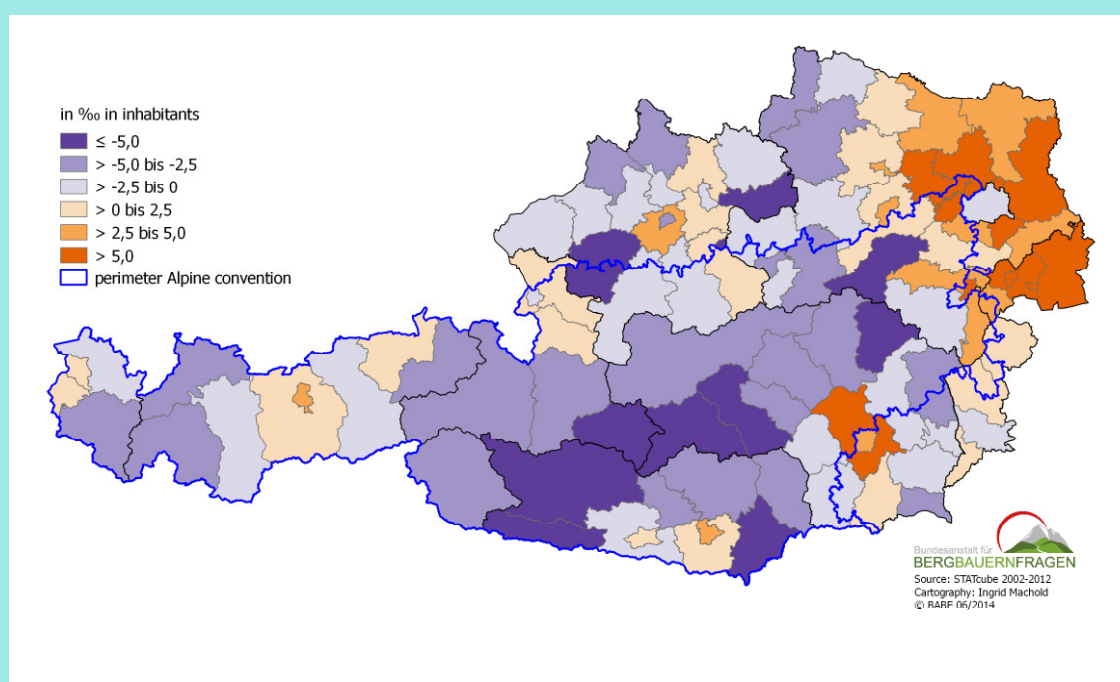 in ‰ in inhabitants
≤ -5,0
> -5,0 bis -2,5
> -2,5 bis 0
> 0 bis 2,5
> 2,5 bis 5,0
> 5,0
perimeter Alpine convention
Bundesanstalt für
BERGBAUERNFRAGEN
Source: STATcube 2002-2012
Cartography: Ingrid Machold
© BABF 06/2014